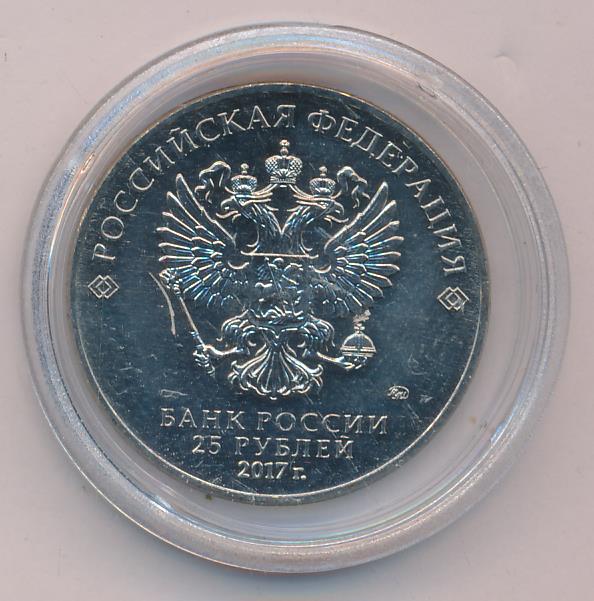 РОССИЙСКАЯ ФЕДЕРАЦИЯ
БАНК РОССИИ
25 РУБЛЕЙ
2017 г.